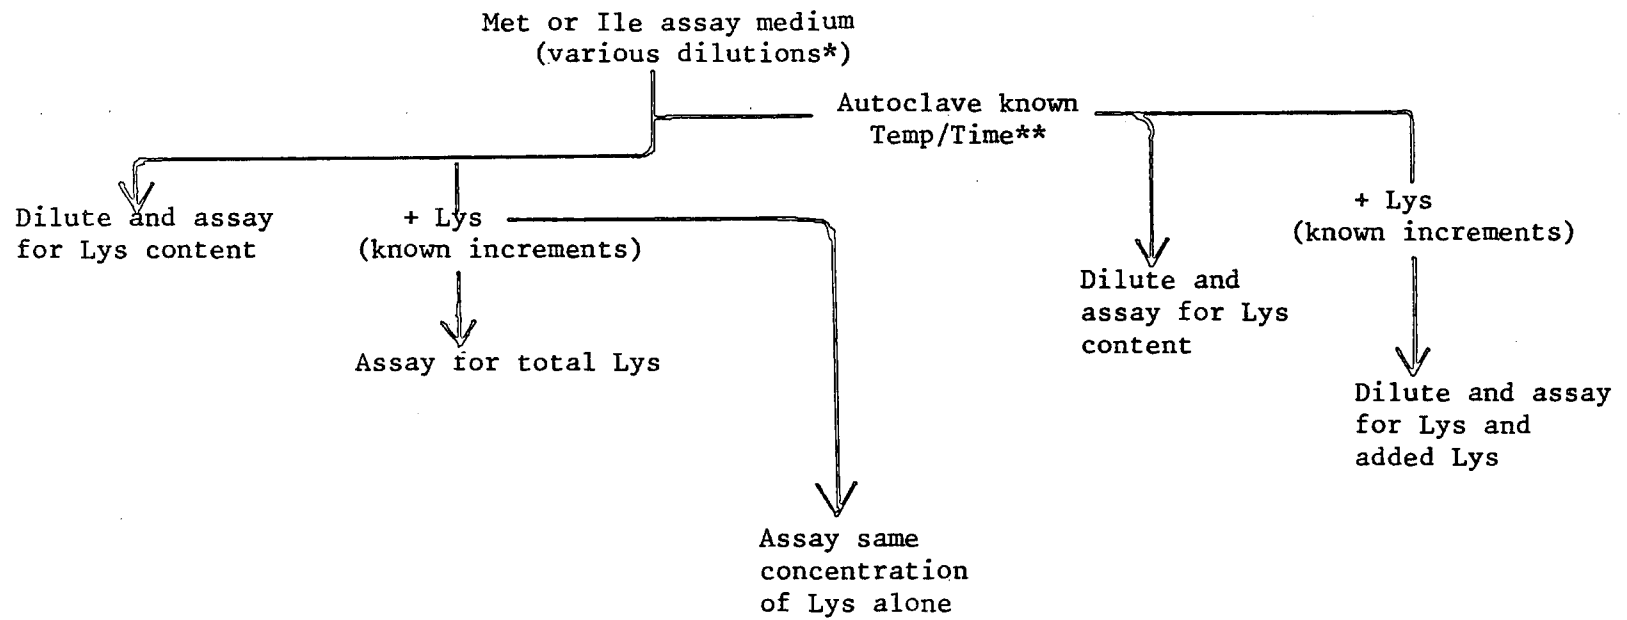 Met or Ile assay medium
(various dilutions*)
Autoclave known
Temp/Time**
Dilute and assay
for Lys content
+ Lys
(known increments)
Assay for total Lys
Assay same
concentration
of Lys alone
Dilute and
assay for Lys
content
+ Lys
(known increments)
Dilute and assay
for Lys and
added Lys